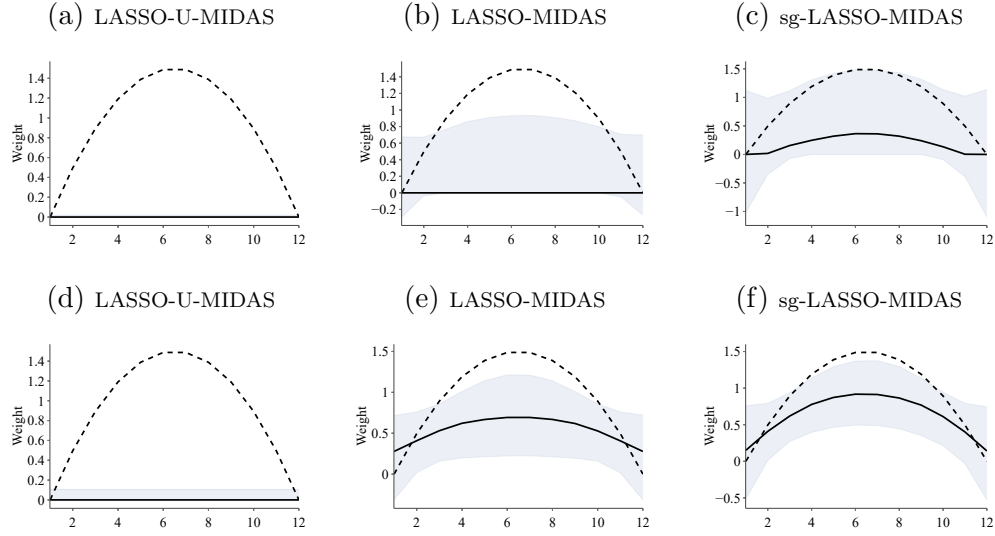 (a) LASSO-U-MIDAS
(b) LASSO-MIDAS
(c) sg-LASSO-MIDAS
Weight
1.4
1.2
1
0.8
0.6
0.4
0.2
0
2 4 6 8 10 12
Weight
1.4
1.2
1
0.8
0.6
0.4
0.2
0
−0.2
2 4 6 8 10 12
Weight
1.5
1
0.5
0
−0.5
−1
2 4 6 8 10 12
(d) LASSO-U-MIDAS
(e) LASSO-MIDAS
(f) sg-LASSO-MIDAS
Weight
1.4
1.2
1
0.8
0.6
0.4
0.2
0
2 4 6 8 10 12
Weight
1.5
1
0.5
0
2 4 6 8 10 12
Weight
1.5
1
0.5
0
−0.5
2 4 6 8 10 12